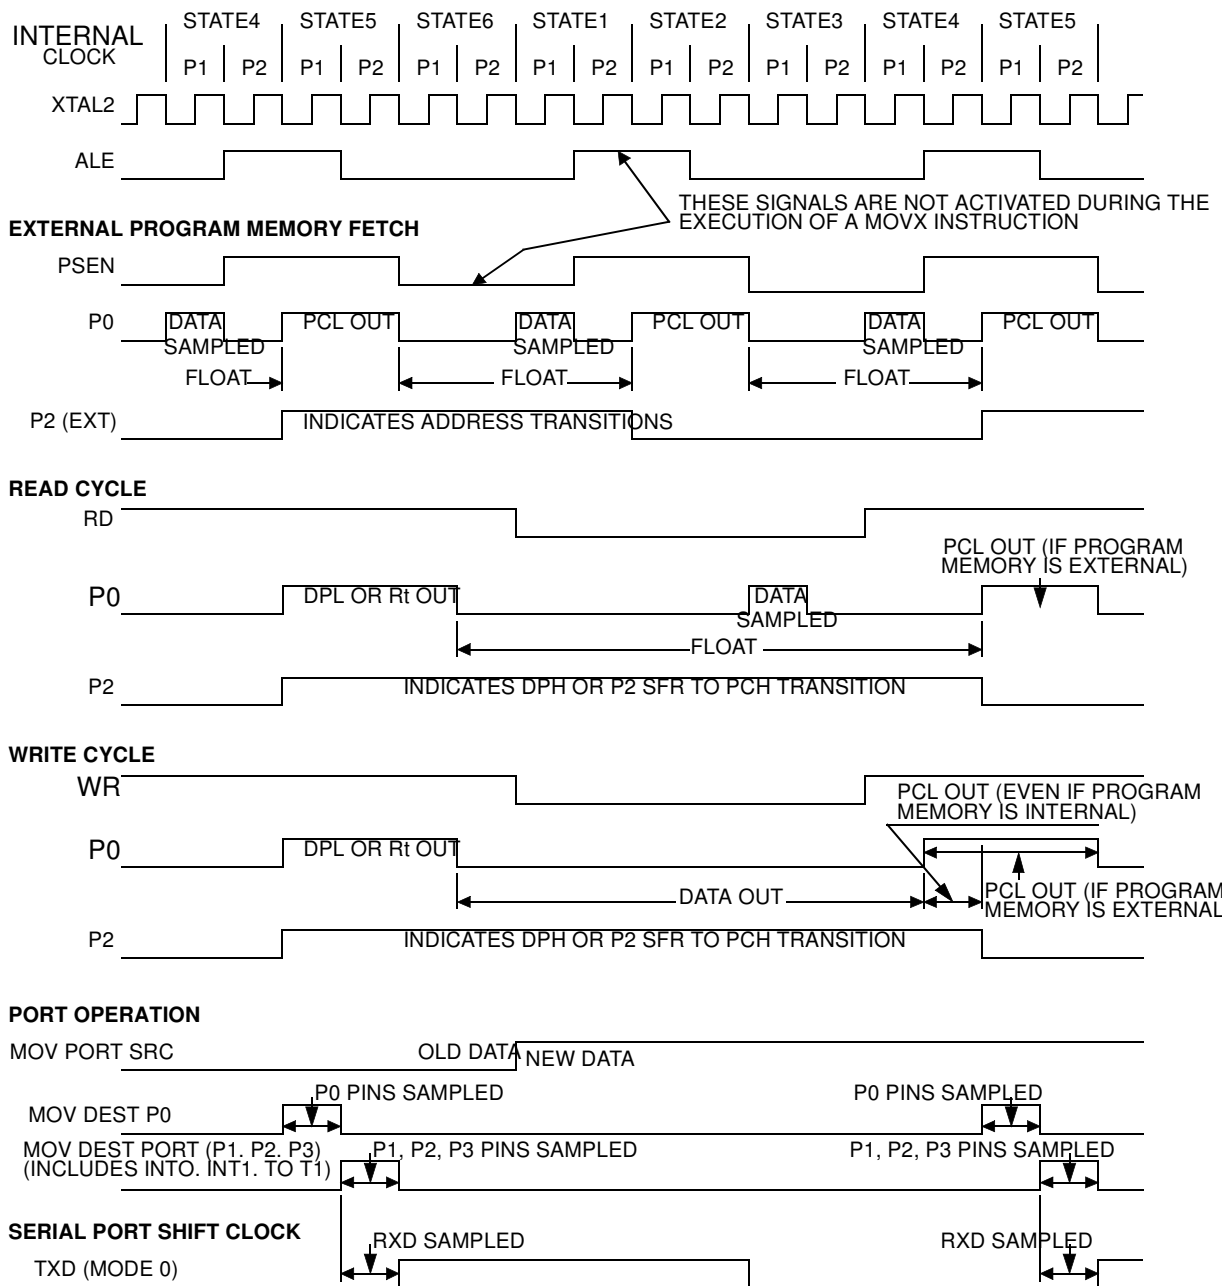 STATE4 STATE5 STATE6 STATE1 STATE2 STATE3 STATE4 STATE5
INTERNAL
CLOCK
P1 P2 P1 P2 P1 P2 P1 P2 P1 P2 P1 P2 P1 P2 P1 P2
XTAL2
ALE
THESE SIGNALS ARE NOT ACTIVATED DURING THE
EXECUTION OF A MOVX INSTRUCTION
EXTERNAL PROGRAM MEMORY FETCH
PSEN
P0 DATA PCL OUT DATA PCL OUT DATA PCL OUT
SAMPLED SAMPLED SAMPLED
FLOAT FLOAT FLOAT
P2 (EXT) INDICATES ADDRESS TRANSITIONS
READ CYCLE
RD
PCL OUT (IF PROGRAM
MEMORY IS EXTERNAL)
P0 DPL OR Rt OUT DATA
SAMPLED
FLOAT
P2 INDICATES DPH OR P2 SFR TO PCH TRANSITION
WRITE CYCLE
WR
PCL OUT (EVEN IF PROGRAM
MEMORY IS INTERNAL)
P0 DPL OR Rt OUT
DATA OUT
PCL OUT (IF PROGRAM
MEMORY IS EXTERNAL
P2 INDICATES DPH OR P2 SFR TO PCH TRANSITION
PORT OPERATION
MOV PORT SRC OLD DATA NEW DATA
P0 PINS SAMPLED P0 PINS SAMPLED
MOV DEST P0
MOV DEST PORT (P1. P2. P3) P1, P2, P3 PINS SAMPLED P1, P2, P3 PINS SAMPLED
(INCLUDES INTO. INT1. TO T1)
SERIAL PORT SHIFT CLOCK
RXD SAMPLED RXD SAMPLED
TXD (MODE 0)